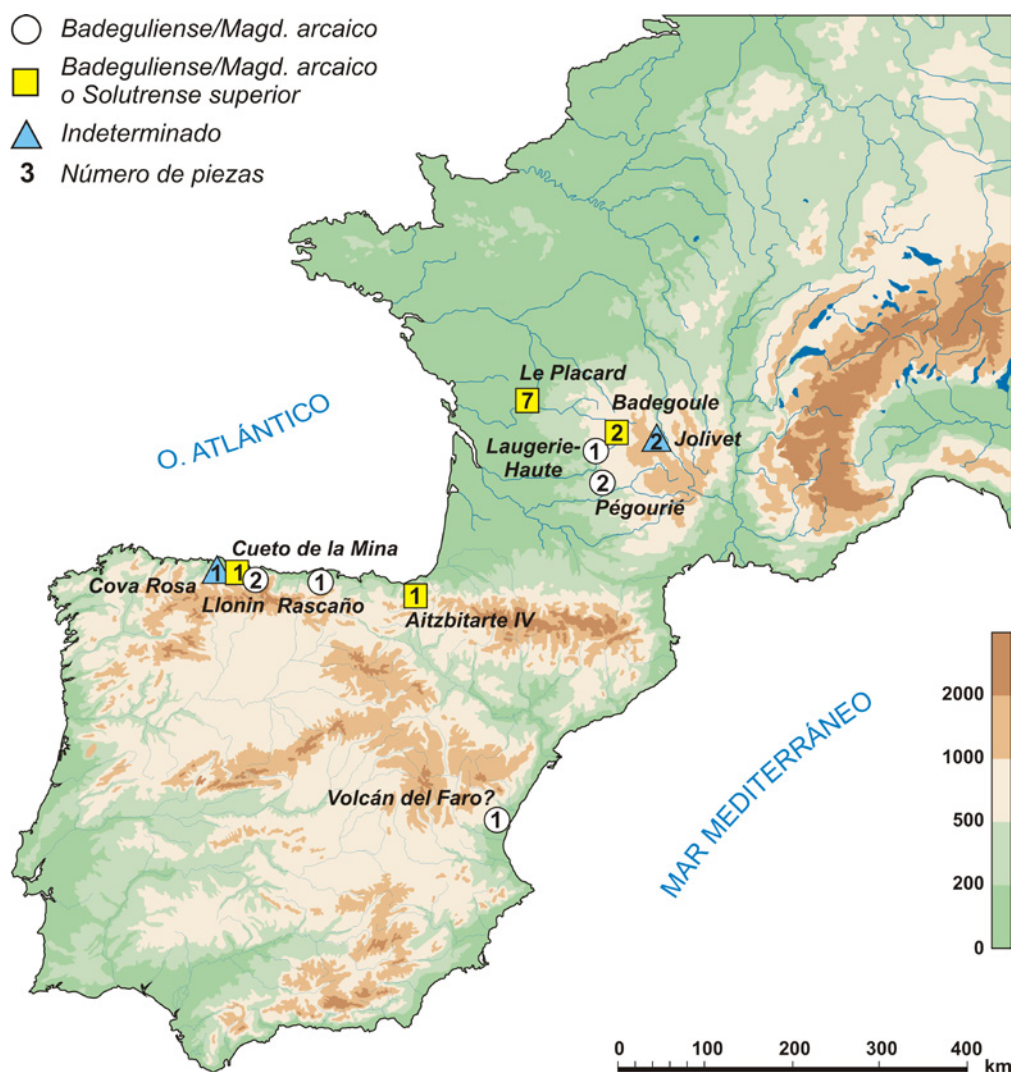 Badeguliense/Magd. arcaico
Badeguliense/Magd. arcaico
o Solutrense superior
Indeterminado
3 Número de piezas
O. ATLÁNTICO
Le Placard
7
Badegoule
2
2 Jolivet
Laugerie-
Haute
1
2
Pégourié
Cueto de la Mina
Cova Rosa
1
1
2
Llonin
1
Rascaño
1
Aitzbitarte IV
Volcán del Faro?
1
MAR MEDITERRÁNEO
2000
1000
500
200
0
0 100 200 300 400
km